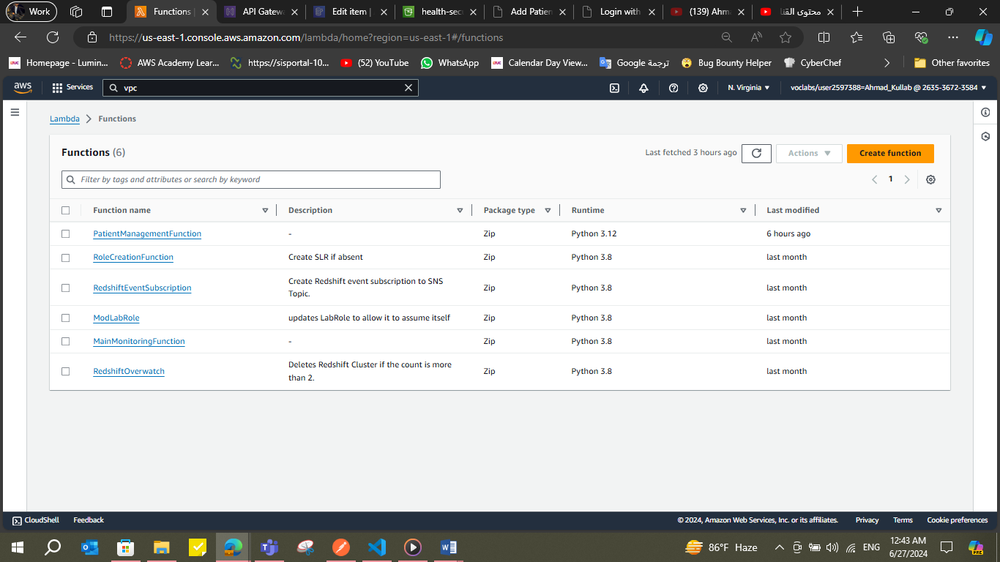 Work
Functions |
API Gatew
Edit item |
health-sec
Add Patien
Login with
(139) Ahma
محتوى القنا
https://us-east-1.console.aws.amazon.com/lambda/home?region=us-east-1#/functions
Homepage - Lumin...
AWS Academy Lear...
https://sisportal-10...
(52) YouTube
WhatsApp
Calendar Day View...
Google ترجمة
Bug Bounty Helper
CyberChef
Other favorites
aws
Services
vpc
N. Virginia
voclabs/user2597388=Ahmad_Kullab @ 2635-3672-3584
Lambda > Functions
Functions (6)
Last fetched 3 hours ago
Actions
Create function
Filter by tags and attributes or search by keyword
1
Function name Description Package type Runtime Last modified
PatientManagementFunction - Zip Python 3.12 6 hours ago
RoleCreationFunction Create SLR if absent Zip Python 3.8 last month
RedshiftEventSubscription Create Redshift event subscription to SNS Topic. Zip Python 3.8 last month
ModLabRole updates LabRole to allow it to assume itself Zip Python 3.8 last month
MainMonitoringFunction - Zip Python 3.8 last month
RedshiftOverwatch Deletes Redshift Cluster if the count is more than 2. Zip Python 3.8 last month
CloudShell Feedback
© 2024, Amazon Web Services, Inc. or its affiliates. Privacy Terms Cookie preferences
86°F Haze
ENG
12:43 AM
6/27/2024
PRE